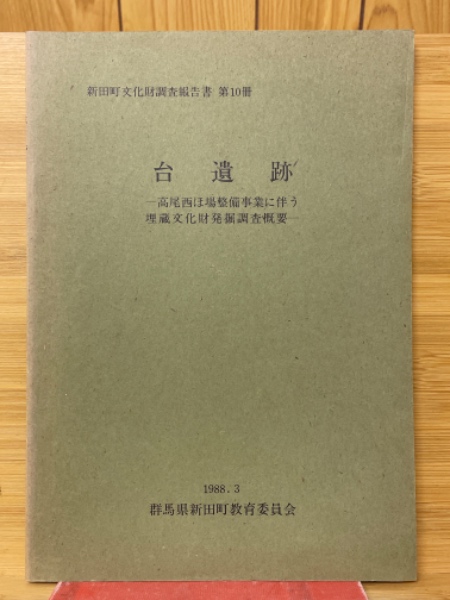 新田町文化財調査報告書 第10冊
台遺跡
―高尾西ほ場整備事業に伴う
埋蔵文化財発掘調査概要―
1988.3
群馬県新田町教育委員会